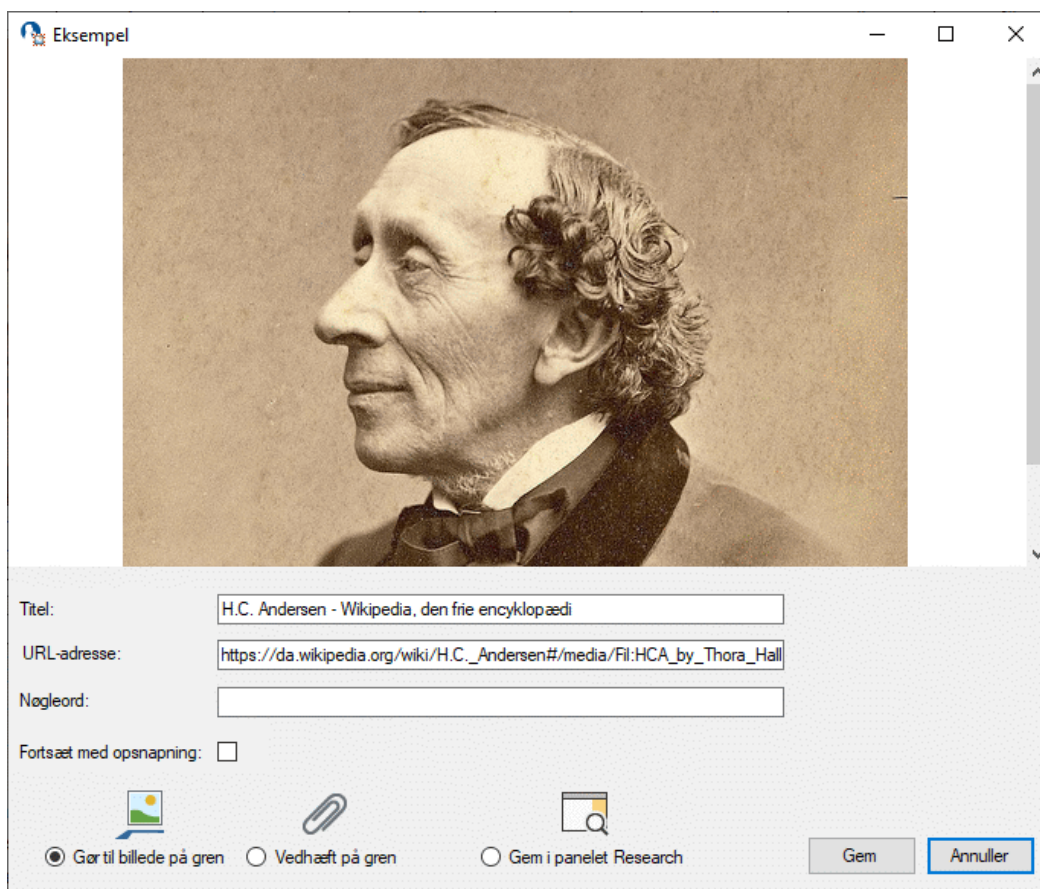 Eksempel
Titel:
H.C. Andersen - Wikipedia, den frie encyklopædi
URL-adresse:
https://da.wikipedia.org/wiki/H.C._Andersen#/media/Fil:HCA_by_Thora_Hall
Nøgleord:
Fortsæt med opsnapning:
Gør til billede på gren
Vedhæft på gren
Gem i panelet Research
Gem
Annuller